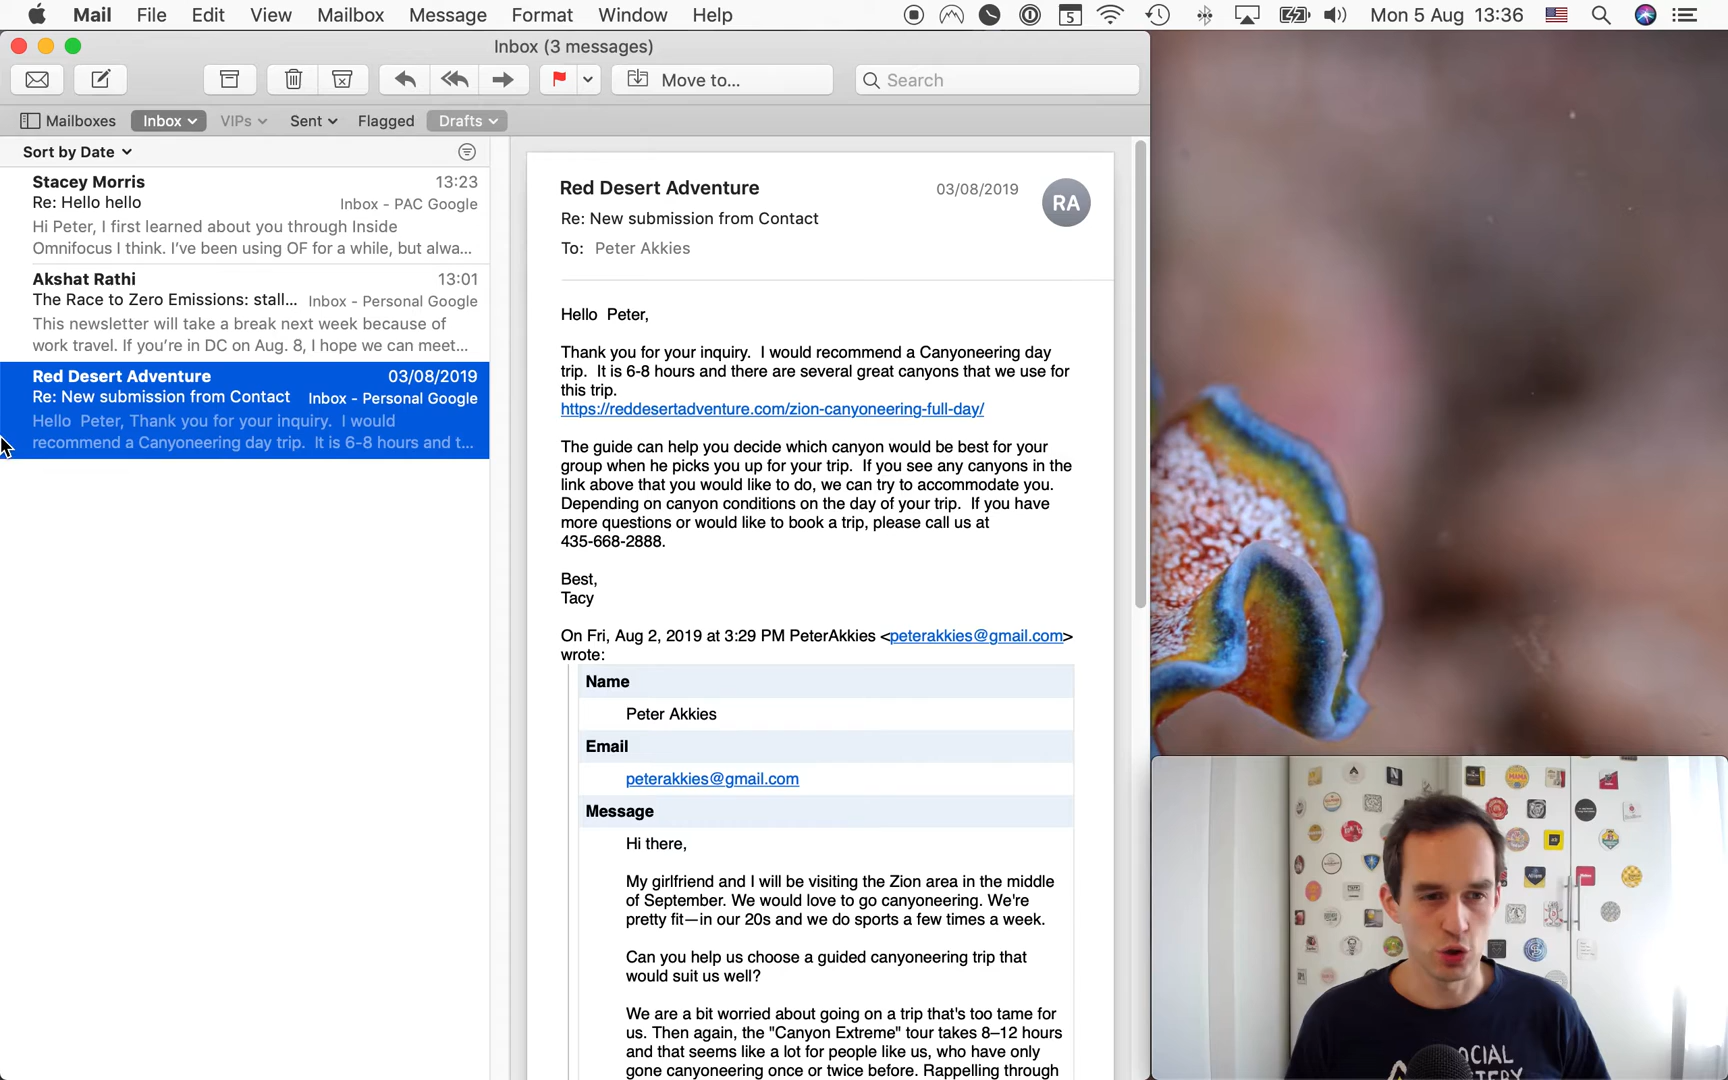 Mail File Edit View Mailbox Message Format Window Help 5 Mon 5 Aug 13:36
Inbox (3 messages)
Move to... Search
Mailboxes Inbox VIPs Sent Flagged Drafts
Sort by Date
Stacey Morris 13:23
Re: Hello hello Inbox - PAC Google
Hi Peter, I first learned about you through Inside
Omnifocus I think. I've been using OF for a while, but alwa...
Akshat Rathi 13:01
The Race to Zero Emissions: stall... Inbox - Personal Google
This newsletter will take a break next week because of
work travel. If you're in DC on Aug. 8, I hope we can meet...
Red Desert Adventure 03/08/2019
Re: New submission from Contact Inbox - Personal Google
Hello Peter, Thank you for your inquiry. I would
recommend a Canyoneering day trip. It is 6-8 hours and t...
Red Desert Adventure 03/08/2019
RA
Re: New submission from Contact
To: Peter Akkies
Hello Peter,
Thank you for your inquiry. I would recommend a Canyoneering day
trip. It is 6-8 hours and there are several great canyons that we use for
this trip.
https://reddesertadventure.com/zion-canyoneering-full-day/
The guide can help you decide which canyon would be best for your
group when he picks you up for your trip. If you see any canyons in the
link above that you would like to do, we can try to accommodate you.
Depending on canyon conditions on the day of your trip. If you have
more questions or would like to book a trip, please call us at
435-668-2888.
Best,
Tacy
On Fri, Aug 2, 2019 at 3:29 PM PeterAkkies <peterakkies@gmail.com>
wrote:
Name
Peter Akkies
Email
peterakkies@gmail.com
Message
Hi there,
My girlfriend and I will be visiting the Zion area in the middle
of September. We would love to go canyoneering. We're
pretty fit—in our 20s and we do sports a few times a week.
Can you help us choose a guided canyoneering trip that
would suit us well?
We are a bit worried about going on a trip that's too tame for
us. Then again, the "Canyon Extreme" tour takes 8–12 hours
and that seems like a lot for people like us, who have only
gone canyoneering once or twice before. Rappelling through